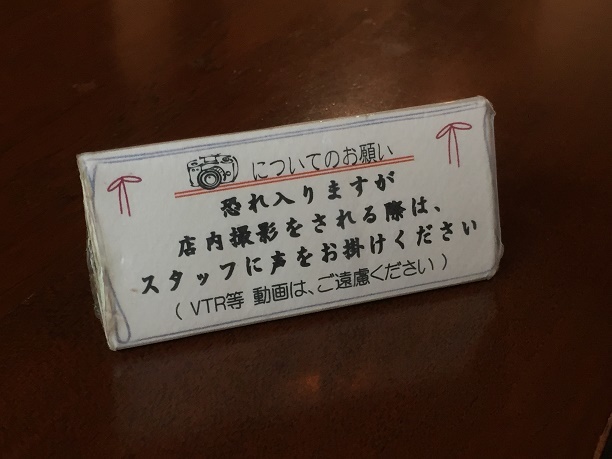 についてのお願い
恐れ入りますが
店内撮影をされる際は、
スタッフに声をお掛けください
( VTR等 動画は、ご遠慮ください )